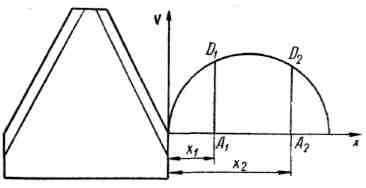 V
D₁ D₂
A₁ A₂ x
x₁
x₂